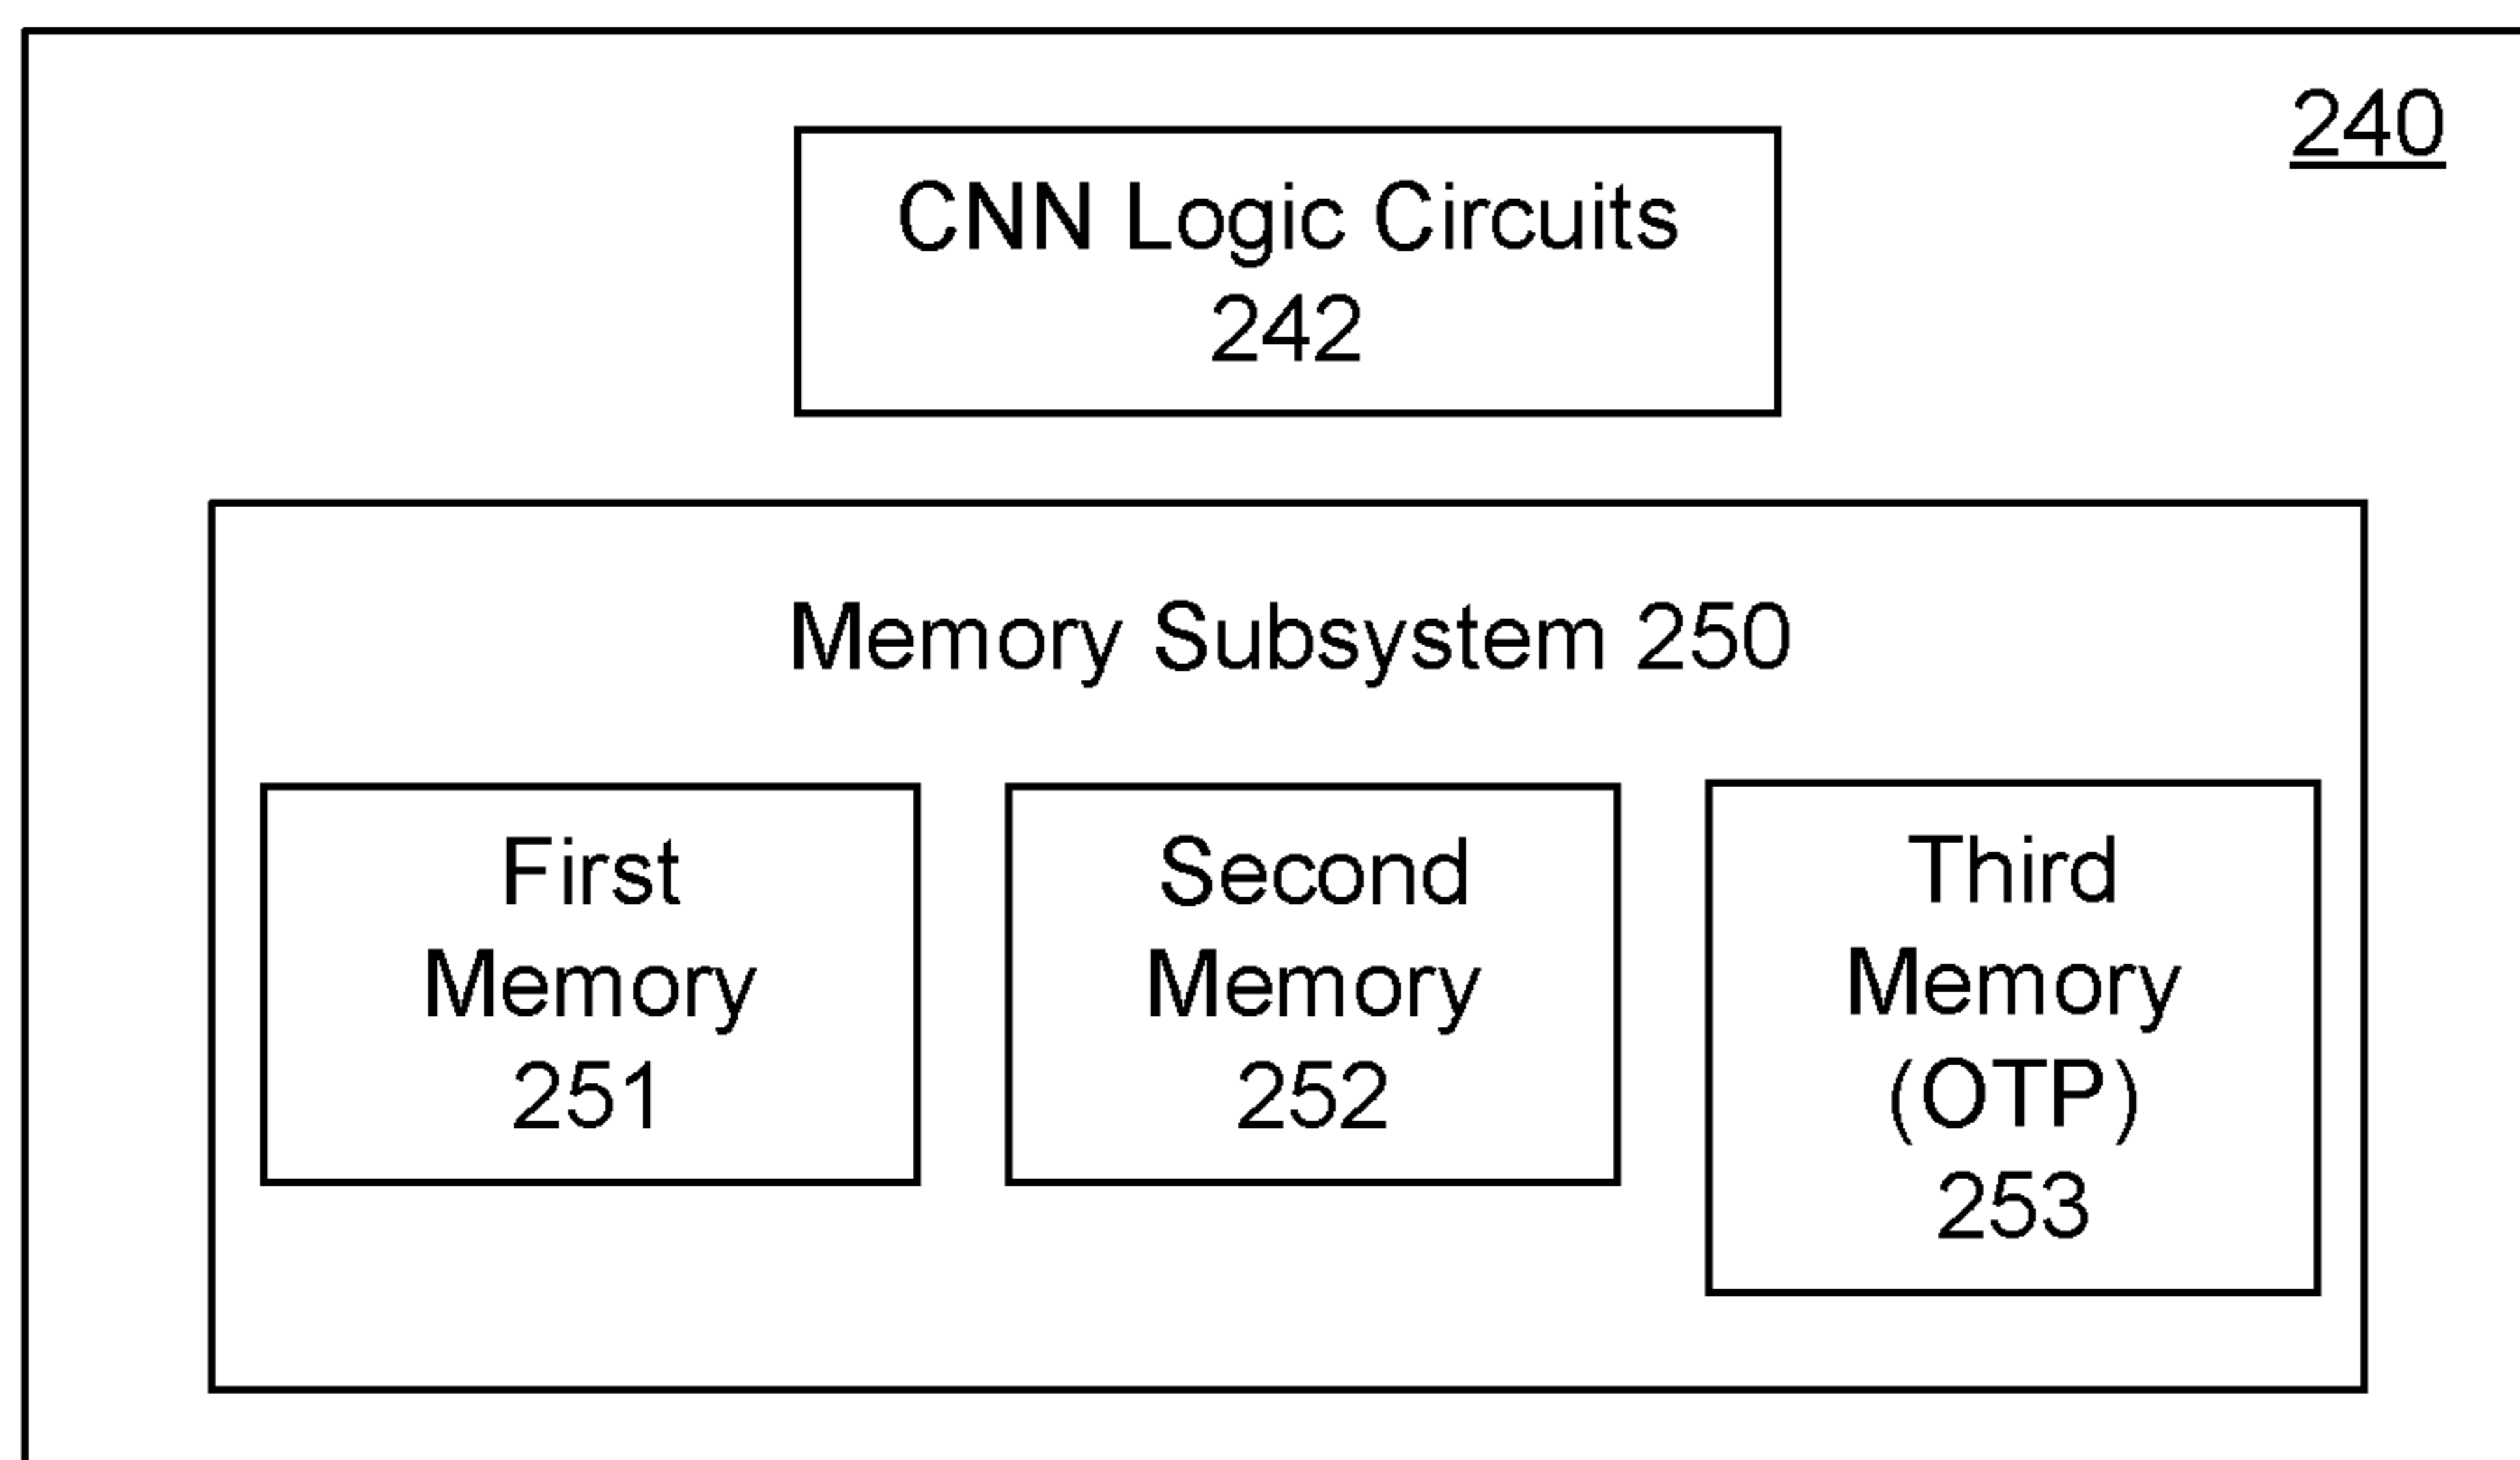 240
CNN Logic Circuits
242
Memory Subsystem 250
First
Memory
251
Second
Memory
252
Third
Memory
(OTP)
253